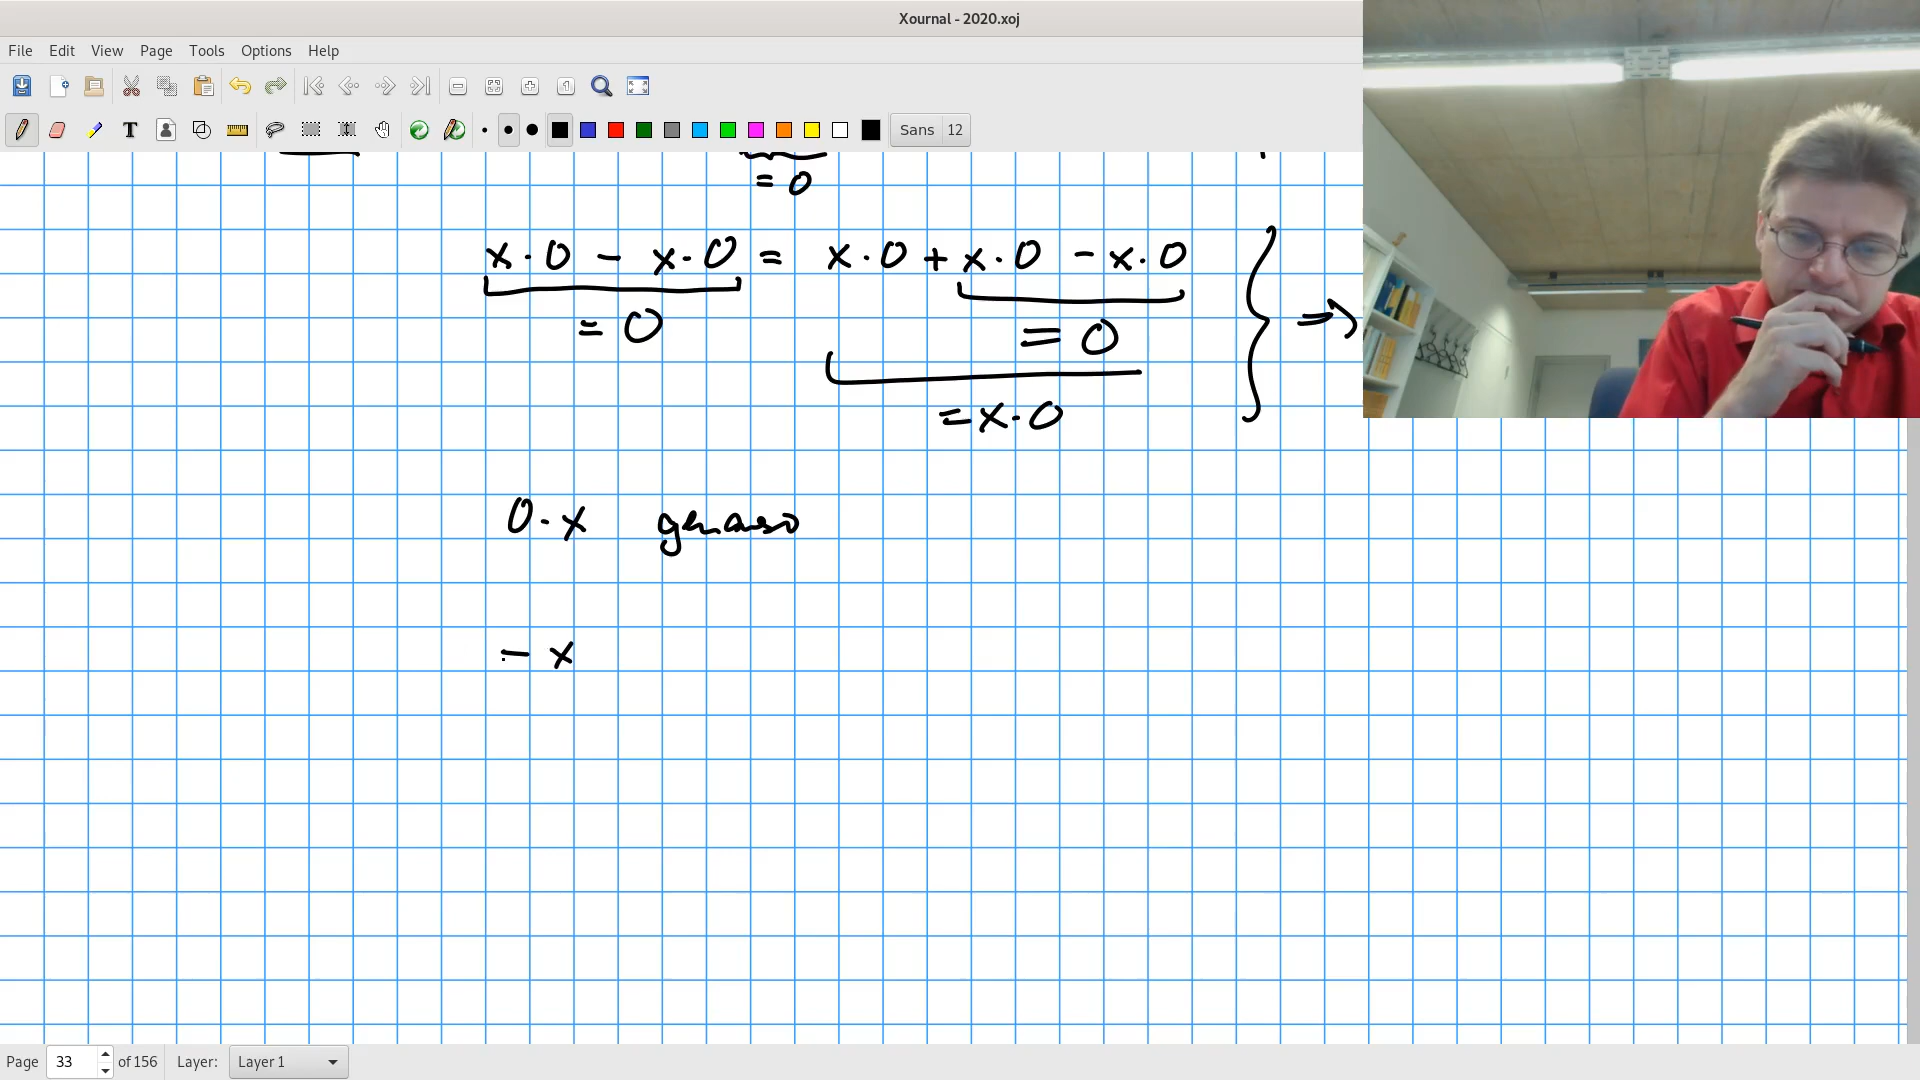 Xournal - 2020.xoj
File Edit View Page Tools Options Help
T Sans 12
= 0
x · 0 - x · 0 = x · 0 + x · 0 - x · 0
= 0
= 0
⇒
= x · 0
0 · x genauso
- x
Page 33 of 156 Layer: Layer 1